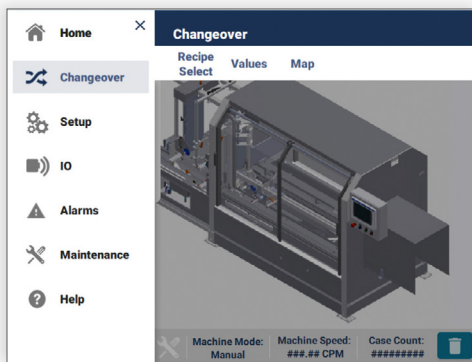 Home
×
Changeover
Setup
IO
Alarms
Maintenance
Help
Changeover
Recipe
Select
Values
Map
Machine Mode:
Manual
Machine Speed:
###.## CPM
Case Count:
#########